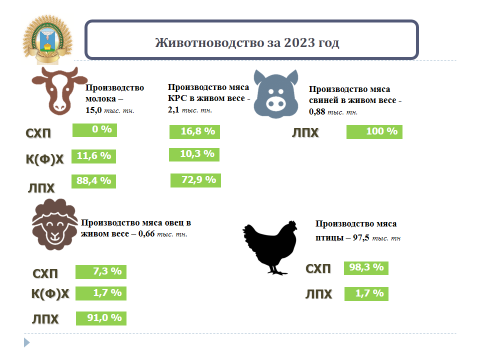 Животноводство за 2023 год
Производство
молока –
15,0 тыс. тн.
Производство мяса
КРС в живом весе -
2,1 тыс. тн.
СХП 0 % 16,8 %
К(Ф)Х 11,6 % 10,3 %
ЛПХ 88,4 % 72,9 %
Производство мяса
свиней в живом весе -
0,88 тыс. тн.
ЛПХ 100 %
Производство мяса овец в
живом весе – 0,66 тыс. тн.
СХП 7,3 %
К(Ф)Х 1,7 %
ЛПХ 91,0 %
Производство мяса
птицы – 97,5 тыс. тн
СХП 98,3 %
ЛПХ 1,7 %